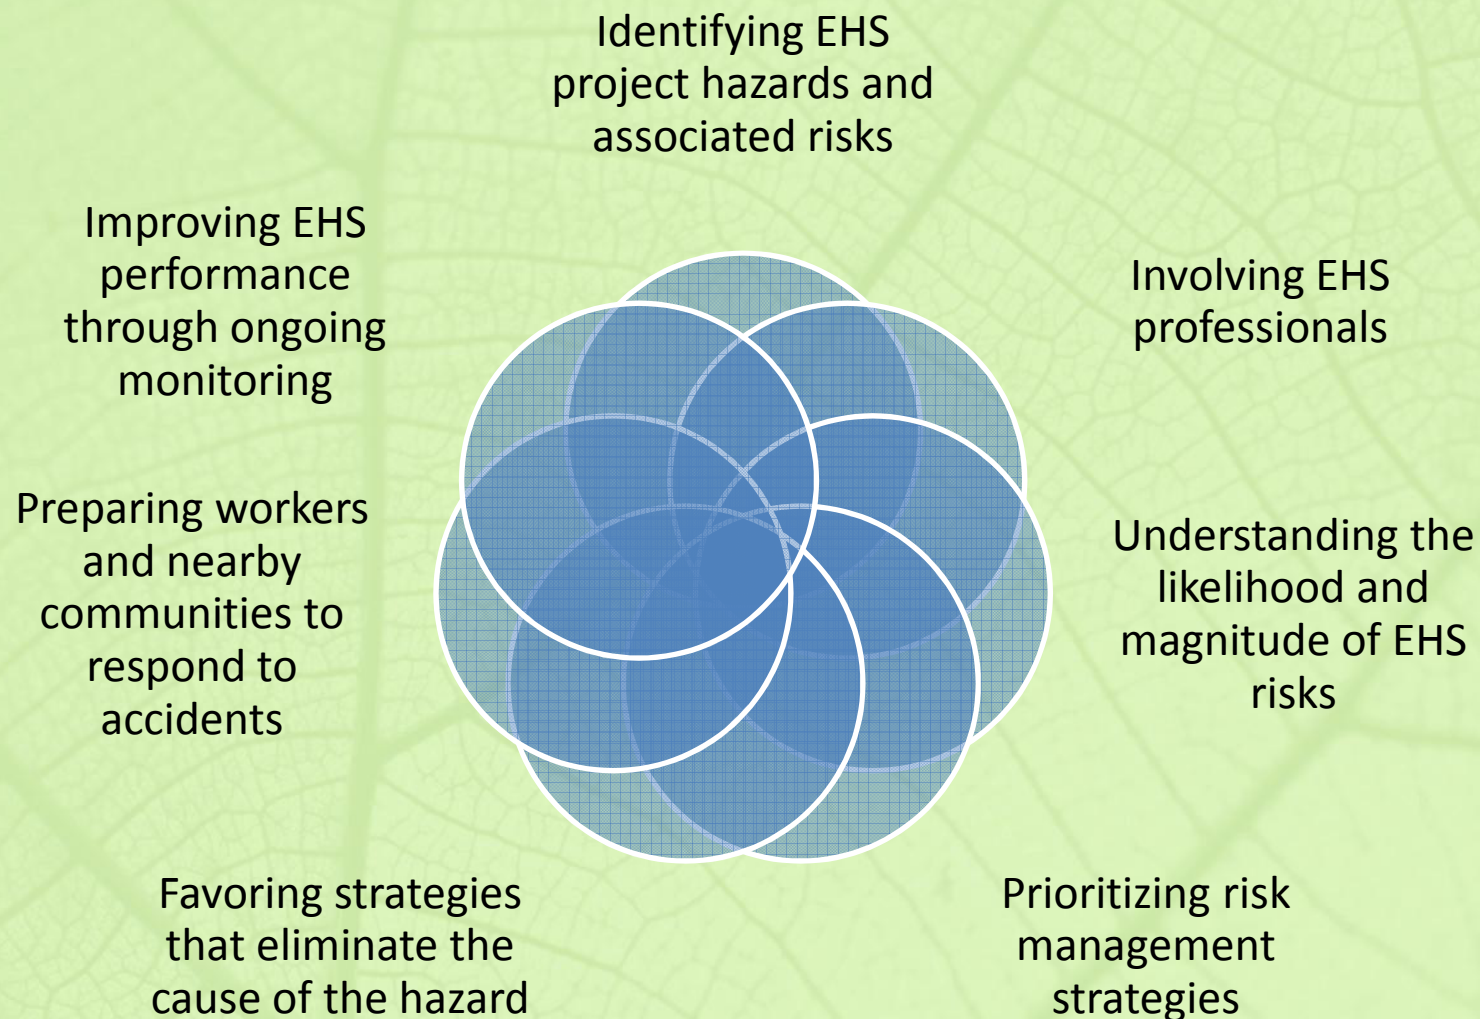 Identifying EHS
project hazards and
associated risks
Involving EHS
professionals
Understanding the
likelihood and
magnitude of EHS
risks
Prioritizing risk
management
strategies
Favoring strategies
that eliminate the
cause of the hazard
Preparing workers
and nearby
communities to
respond to
accidents
Improving EHS
performance
through ongoing
monitoring